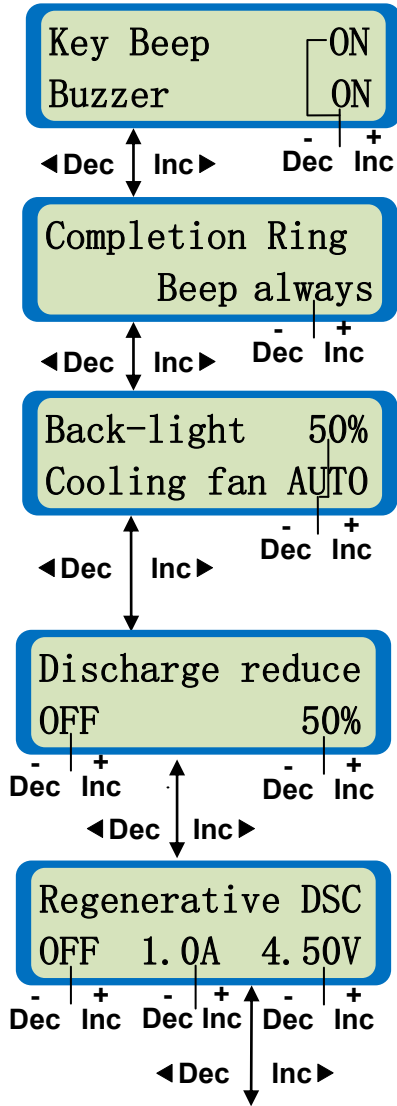 Key Beep ON
Buzzer ON
- +
Dec Inc
◄Dec Inc►
Completion Ring
Beep always
- +
Dec Inc
◄Dec Inc►
Back-light 50%
Cooling fan AUTO
- +
Dec Inc
◄Dec Inc►
Discharge reduce
OFF 50%
- + - +
Dec Inc Dec Inc
◄Dec Inc►
Regenerative DSC
OFF 1.0A 4.50V
- + - + - +
Dec Inc Dec Inc Dec Inc
◄Dec Inc►